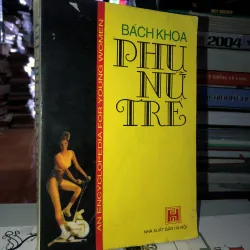 BÁCH KHOA
PHỤ
NỮ
TRẺ
AN ENCYCLOPEDIA FOR YOUNG WOMEN
NHÀ XUẤT BẢN HÀ NỘI
2004